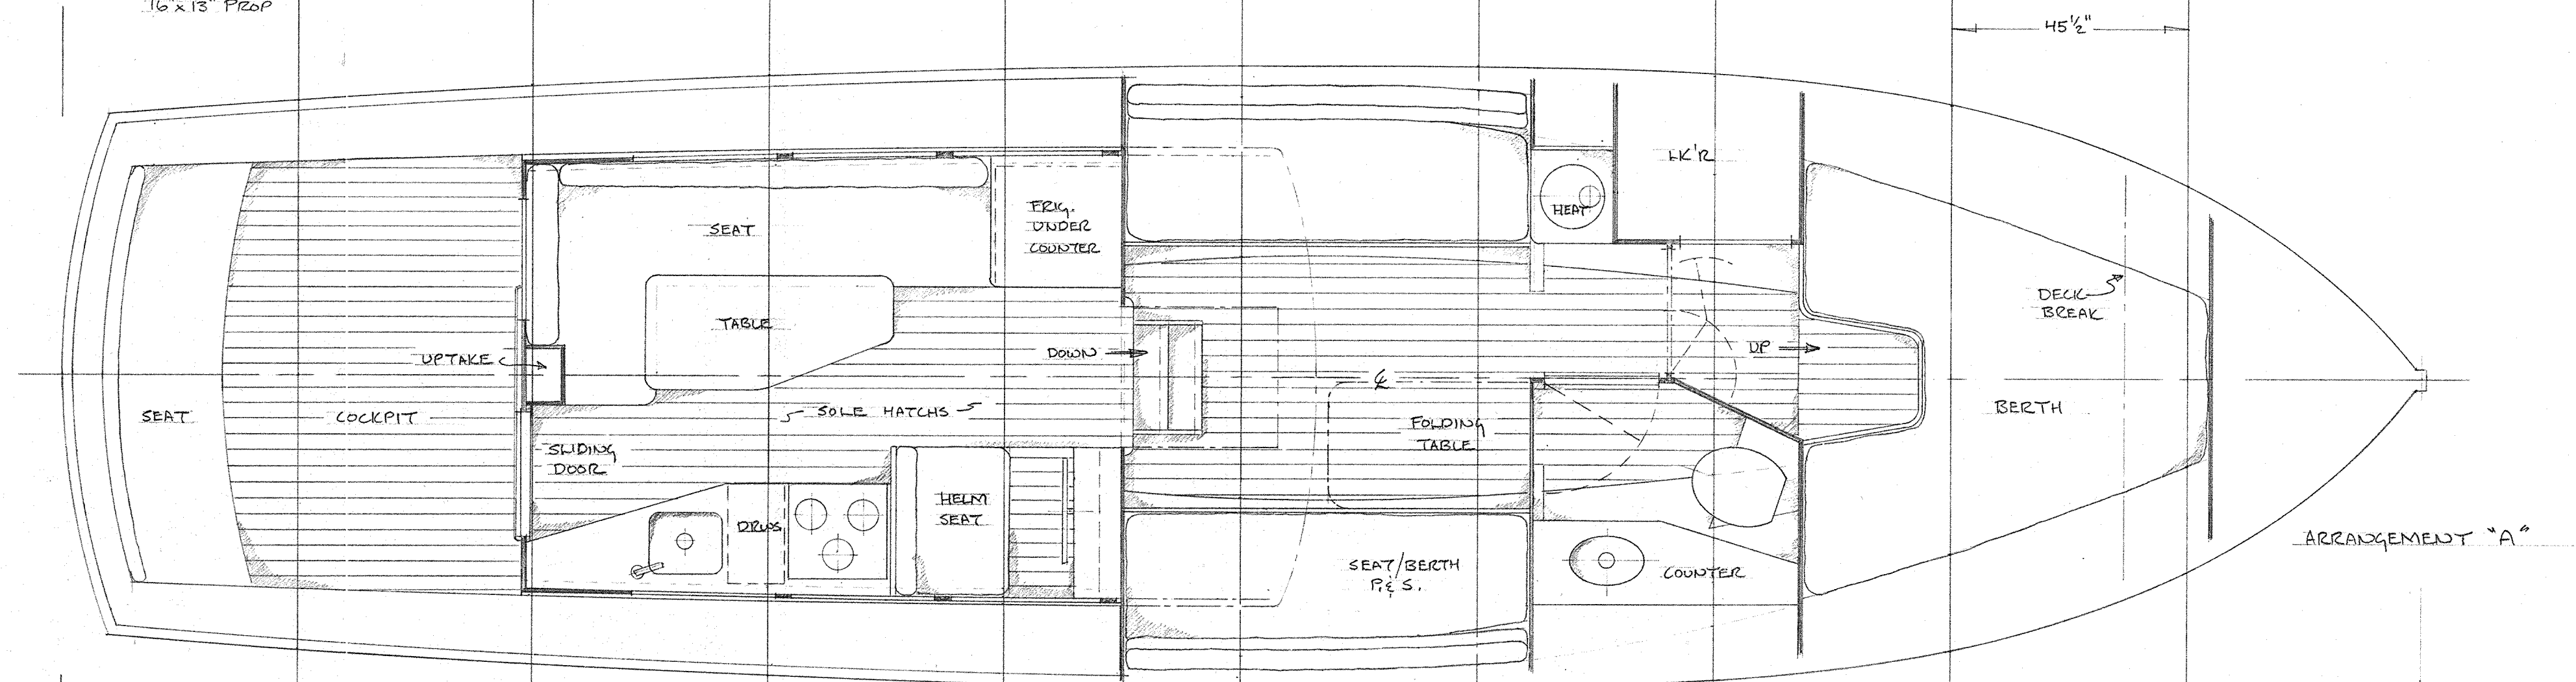 16"x13" PROP
45½"
LK'R
HEAT
FRIG.
UNDER
COUNTER
SEAT
TABLE
DECK
BREAK
UPTAKE
DOWN
UP
℄
SEAT
COCKPIT
SOLE HATCHS
FOLDING
TABLE
BERTH
SLIDING
DOOR
HELM
SEAT
DRWS
SEAT/BERTH
P. & S.
COUNTER
ARRANGEMENT "A"